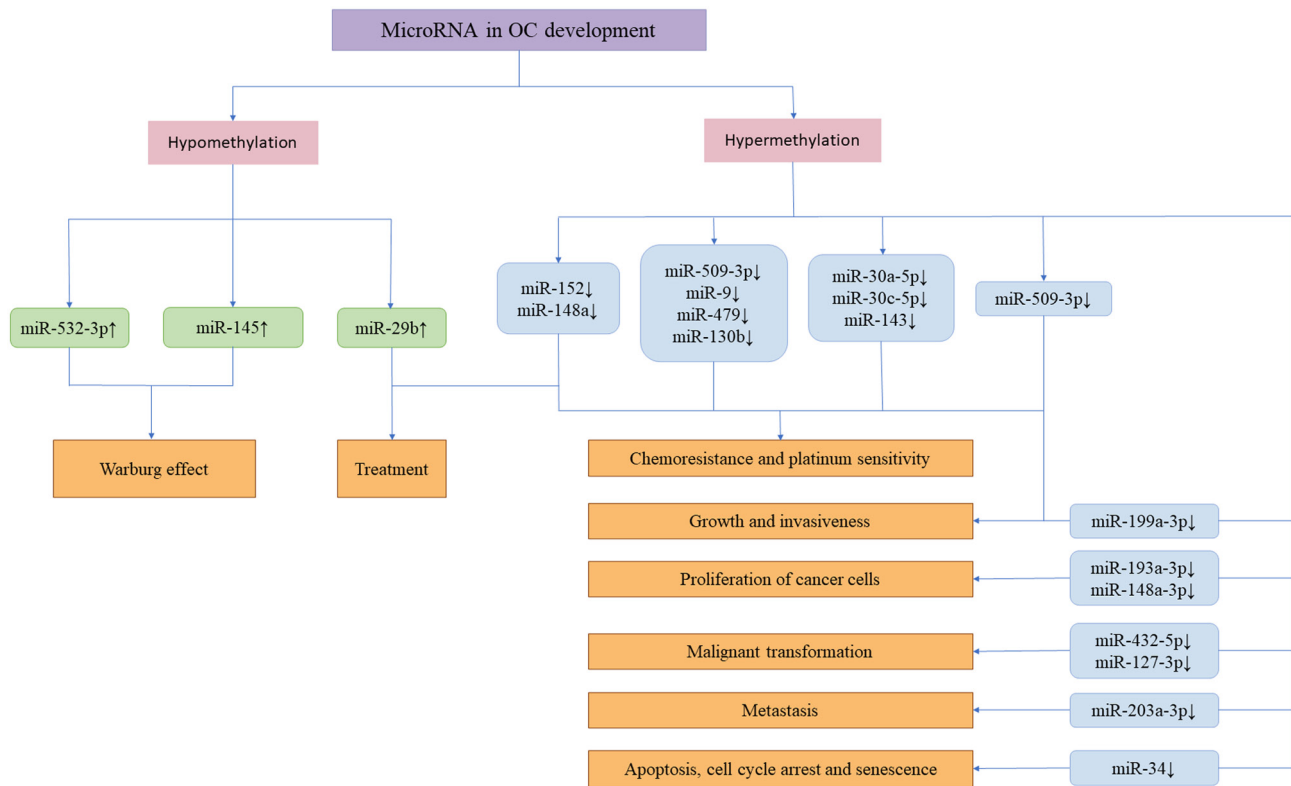 MicroRNA in OC development
Hypomethylation
Hypermethylation
miR-532-3p↑
miR-145↑
miR-29b↑
miR-152↓
miR-148a↓
miR-509-3p↓
miR-9↓
miR-479↓
miR-130b↓
miR-30a-5p↓
miR-30c-5p↓
miR-143↓
miR-509-3p↓
Warburg effect
Treatment
Chemoresistance and platinum sensitivity
Growth and invasiveness
miR-199a-3p↓
Proliferation of cancer cells
miR-193a-3p↓
miR-148a-3p↓
Malignant transformation
miR-432-5p↓
miR-127-3p↓
Metastasis
miR-203a-3p↓
Apoptosis, cell cycle arrest and senescence
miR-34↓